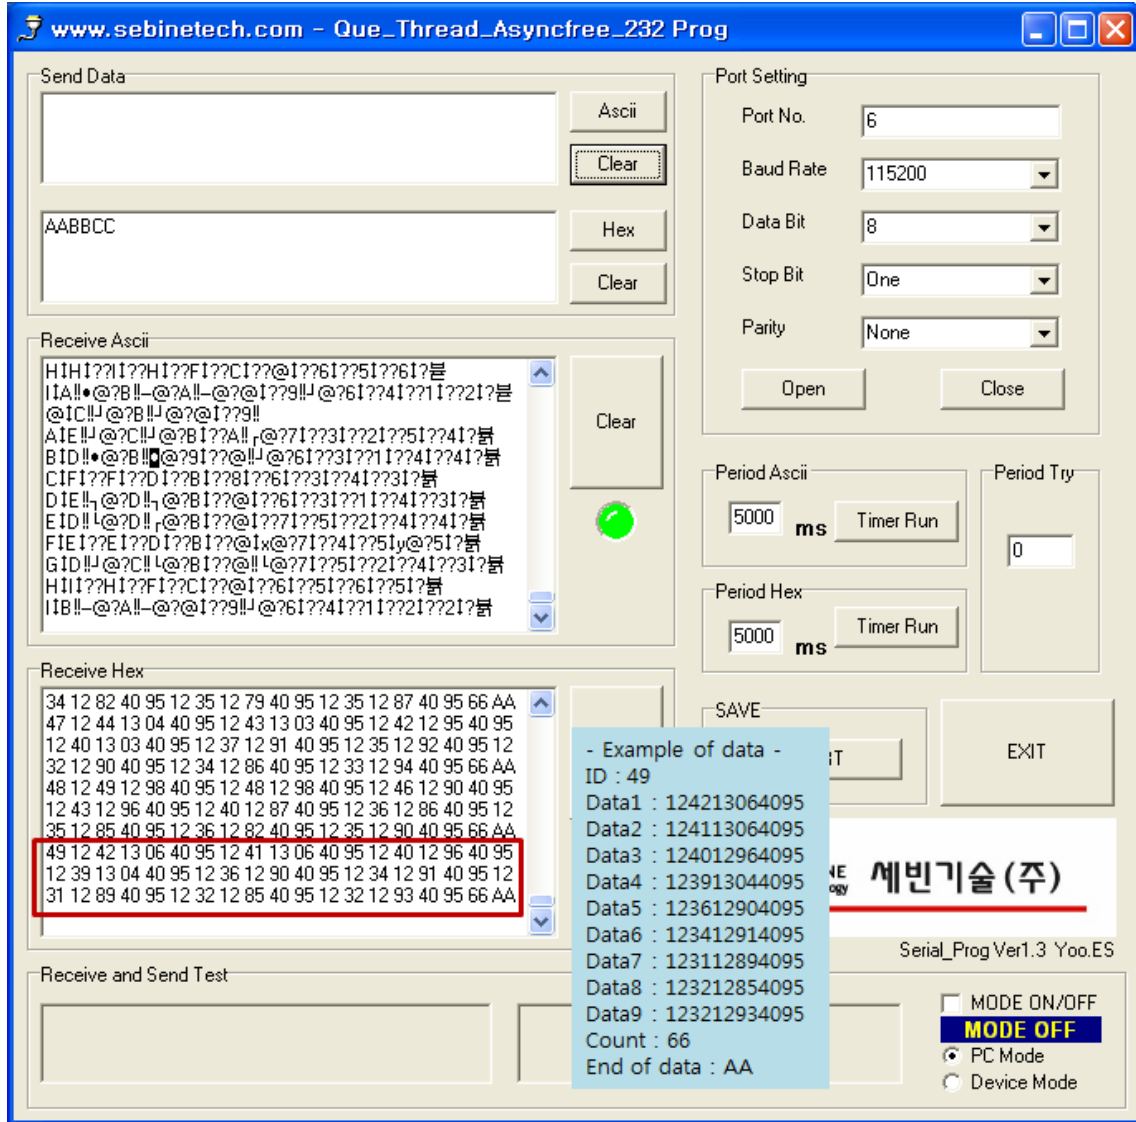 www.sebinetech.com - Que_Thread_Asyncfree_232 Prog
Send Data
Ascii
Clear
AABBCC
Hex
Clear
Port Setting
Port No.
6
Baud Rate
115200
Data Bit
8
Stop Bit
One
Parity
None
Open
Close
Receive Ascii
Clear
Period Ascii
5000
ms
Timer Run
Period Hex
5000
ms
Timer Run
Period Try
0
Receive Hex
34 12 82 40 95 12 35 12 79 40 95 12 35 12 87 40 95 66 AA
47 12 44 13 04 40 95 12 43 13 03 40 95 12 42 12 95 40 95
12 40 13 03 40 95 12 37 12 91 40 95 12 35 12 92 40 95 12
32 12 90 40 95 12 34 12 86 40 95 12 33 12 94 40 95 66 AA
48 12 49 12 98 40 95 12 48 12 98 40 95 12 46 12 90 40 95
12 43 12 96 40 95 12 40 12 87 40 95 12 36 12 86 40 95 12
35 12 85 40 95 12 36 12 82 40 95 12 35 12 90 40 95 66 AA
49 12 42 13 06 40 95 12 41 13 06 40 95 12 40 12 96 40 95
12 39 13 04 40 95 12 36 12 90 40 95 12 34 12 91 40 95 12
31 12 89 40 95 12 32 12 85 40 95 12 32 12 93 40 95 66 AA
- Example of data -
ID : 49
Data1 : 124213064095
Data2 : 124113064095
Data3 : 124012964095
Data4 : 123913044095
Data5 : 123612904095
Data6 : 123412914095
Data7 : 123112894095
Data8 : 123212854095
Data9 : 123212934095
Count : 66
End of data : AA
SAVE
EXIT
세빈기술(주)
Serial_Prog Ver1.3 Yoo.ES
Receive and Send Test
MODE ON/OFF
MODE OFF
PC Mode
Device Mode